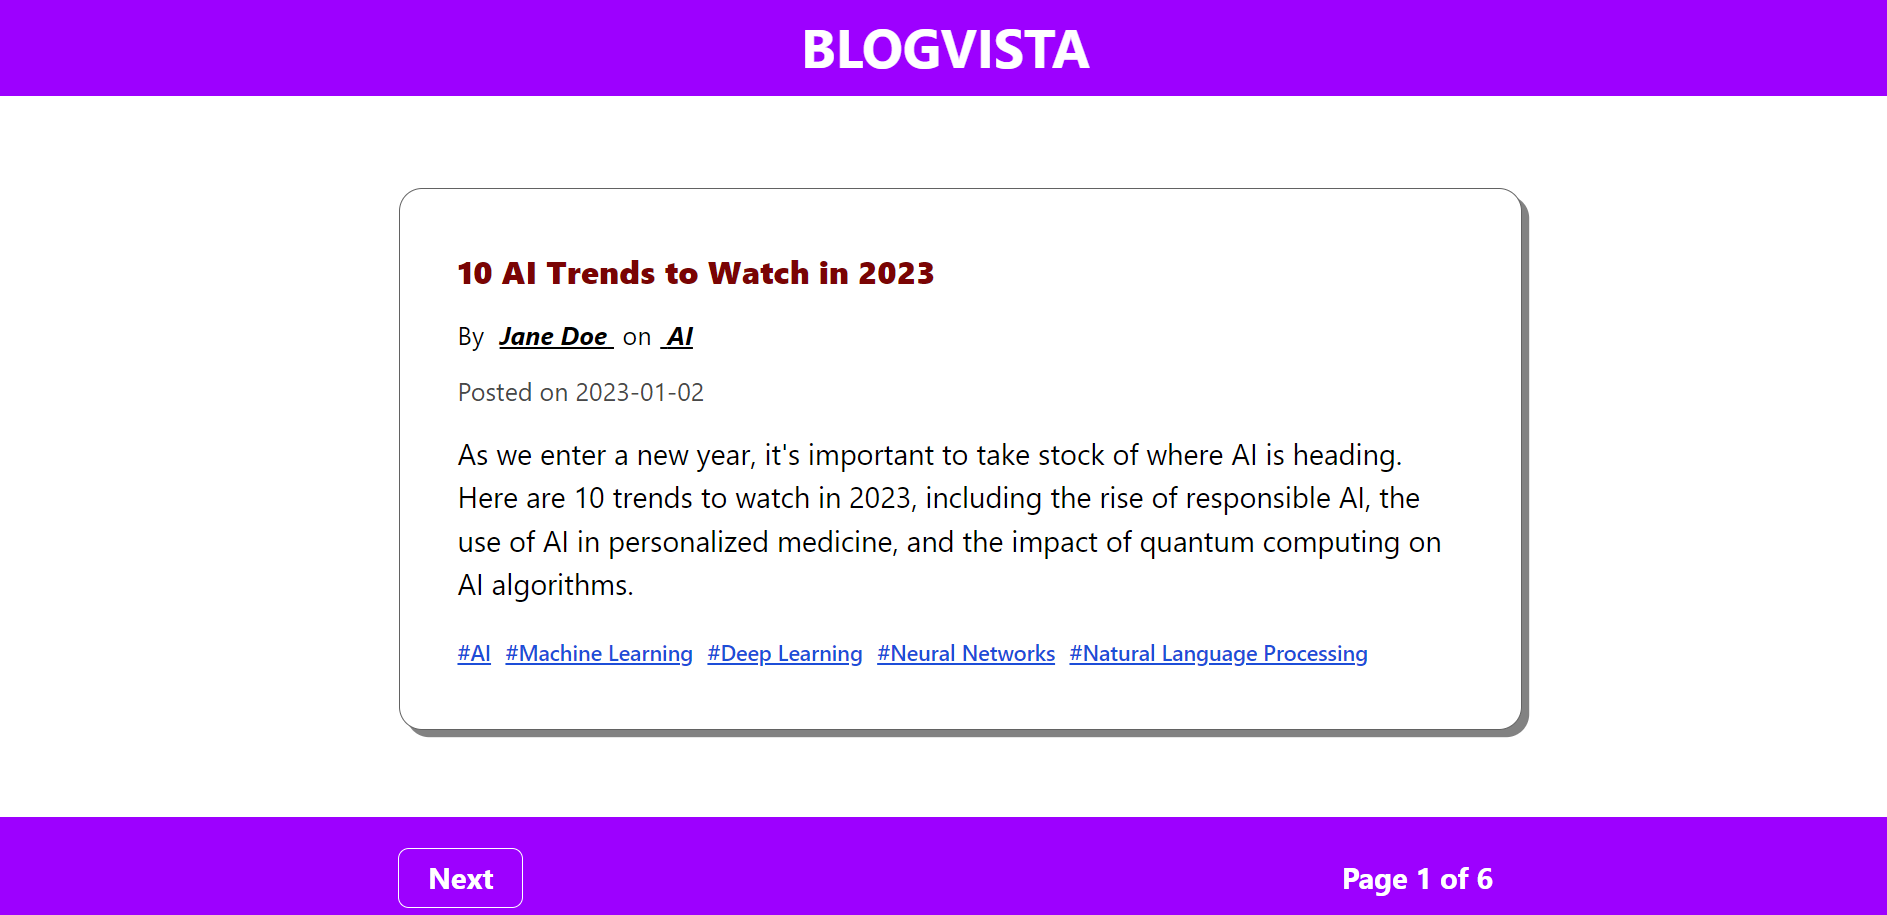 BLOGVISTA
10 AI Trends to Watch in 2023
By Jane Doe on AI
Posted on 2023-01-02
As we enter a new year, it's important to take stock of where AI is heading.
Here are 10 trends to watch in 2023, including the rise of responsible AI, the
use of AI in personalized medicine, and the impact of quantum computing on
AI algorithms.
#AI #Machine Learning #Deep Learning #Neural Networks #Natural Language Processing
Next
Page 1 of 6